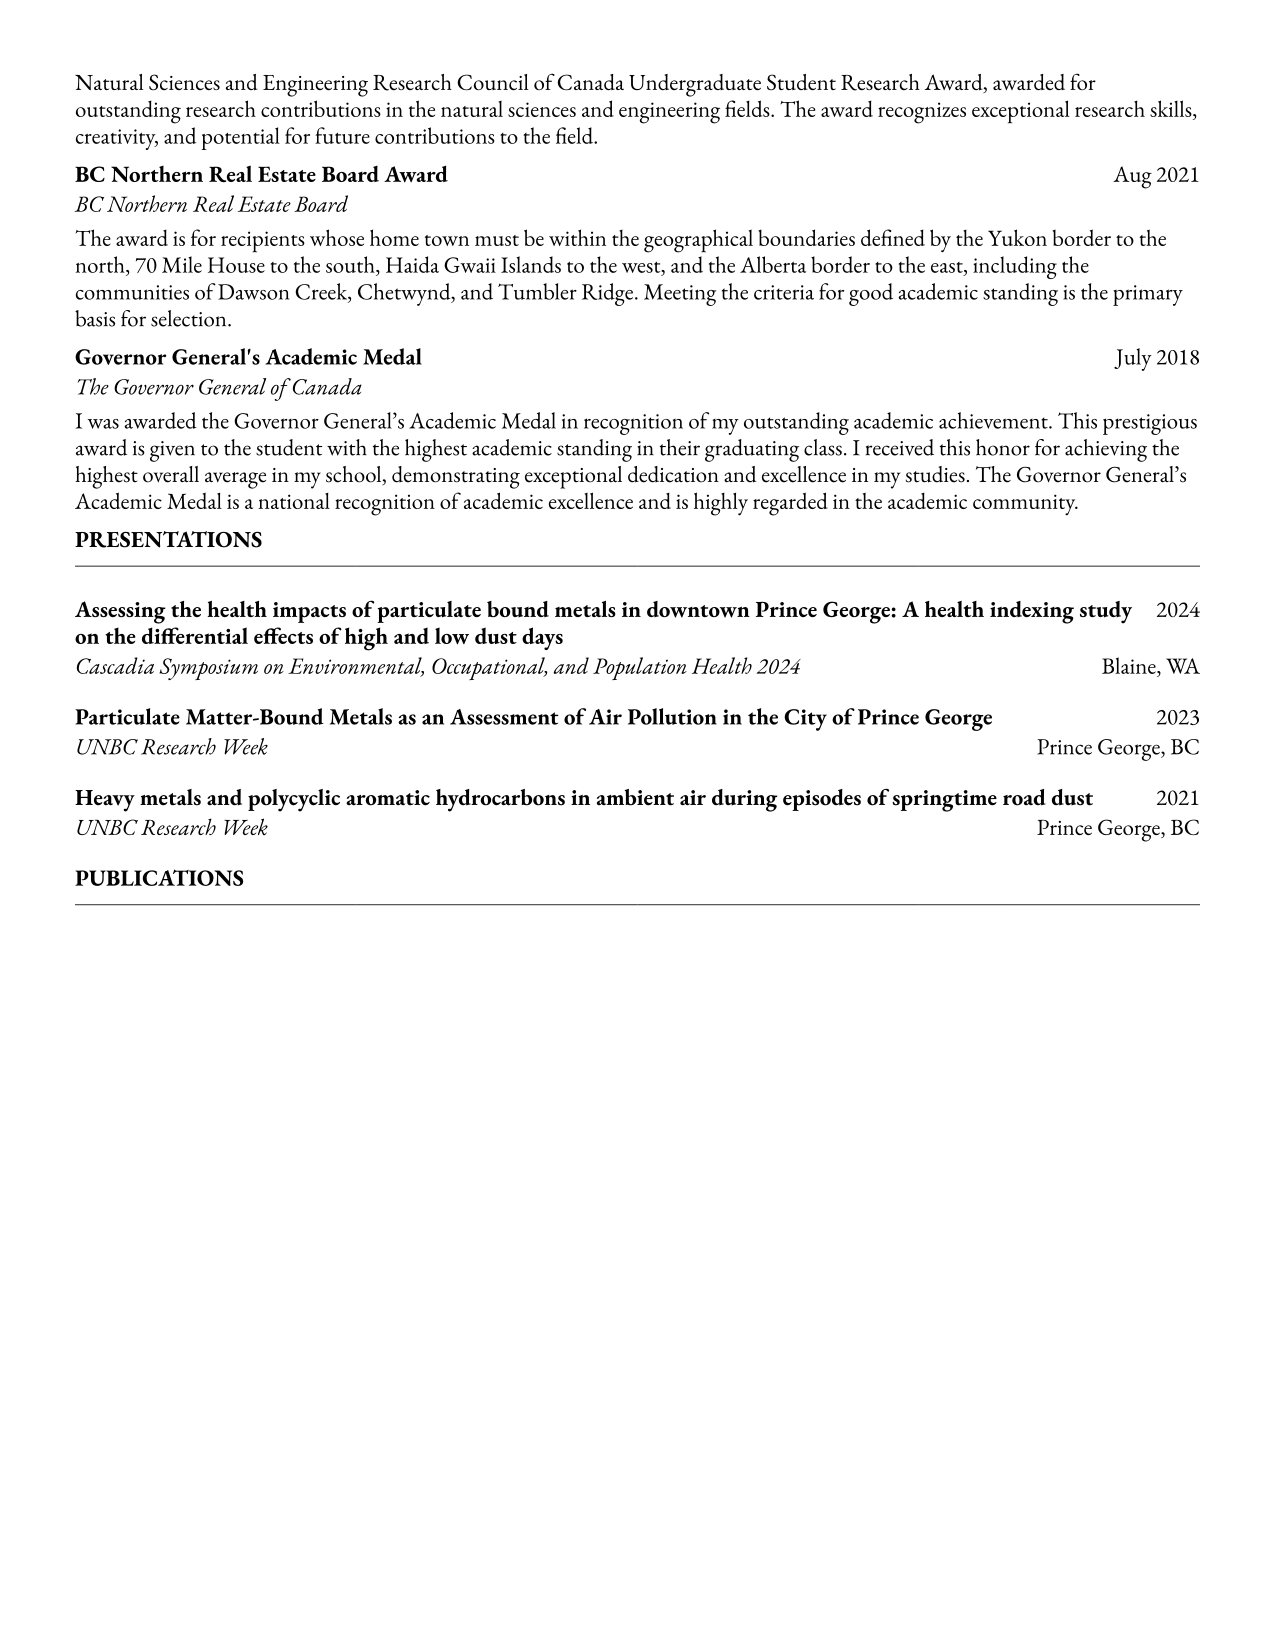 Natural Sciences and Engineering Research Council of Canada Undergraduate Student Research Award, awarded for
outstanding research contributions in the natural sciences and engineering fields. The award recognizes exceptional research skills,
creativity, and potential for future contributions to the field.
BC Northern Real Estate Board Award Aug 2021
BC Northern Real Estate Board
The award is for recipients whose home town must be within the geographical boundaries defined by the Yukon border to the
north, 70 Mile House to the south, Haida Gwaii Islands to the west, and the Alberta border to the east, including the
communities of Dawson Creek, Chetwynd, and Tumbler Ridge. Meeting the criteria for good academic standing is the primary
basis for selection.
Governor General's Academic Medal July 2018
The Governor General of Canada
I was awarded the Governor General’s Academic Medal in recognition of my outstanding academic achievement. This prestigious
award is given to the student with the highest academic standing in their graduating class. I received this honor for achieving the
highest overall average in my school, demonstrating exceptional dedication and excellence in my studies. The Governor General’s
Academic Medal is a national recognition of academic excellence and is highly regarded in the academic community.
PRESENTATIONS
Assessing the health impacts of particulate bound metals in downtown Prince George: A health indexing study 2024
on the differential effects of high and low dust days
Cascadia Symposium on Environmental, Occupational, and Population Health 2024 Blaine, WA
Particulate Matter-Bound Metals as an Assessment of Air Pollution in the City of Prince George 2023
UNBC Research Week Prince George, BC
Heavy metals and polycyclic aromatic hydrocarbons in ambient air during episodes of springtime road dust 2021
UNBC Research Week Prince George, BC
PUBLICATIONS